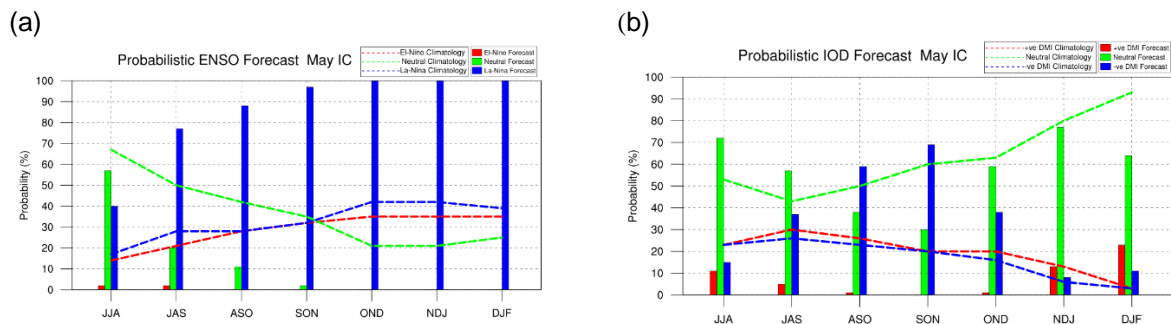 (a)
Probabilistic ENSO Forecast May IC
El-Nino Climatology
Neutral Climatology
La-Nina Climatology
El-Nino Forecast
Neutral Forecast
La-Nina Forecast
Probability (%)
100
90
80
70
60
50
40
30
20
10
0
JJA JAS ASO SON OND NDJ DJF
(b)
Probabilistic IOD Forecast May IC
+ve DMI Climatology
Neutral Climatology
-ve DMI Climatology
+ve DMI Forecast
Neutral Forecast
-ve DMI Forecast
Probability (%)
100
90
80
70
60
50
40
30
20
10
0
JJA JAS ASO SON OND NDJ DJF